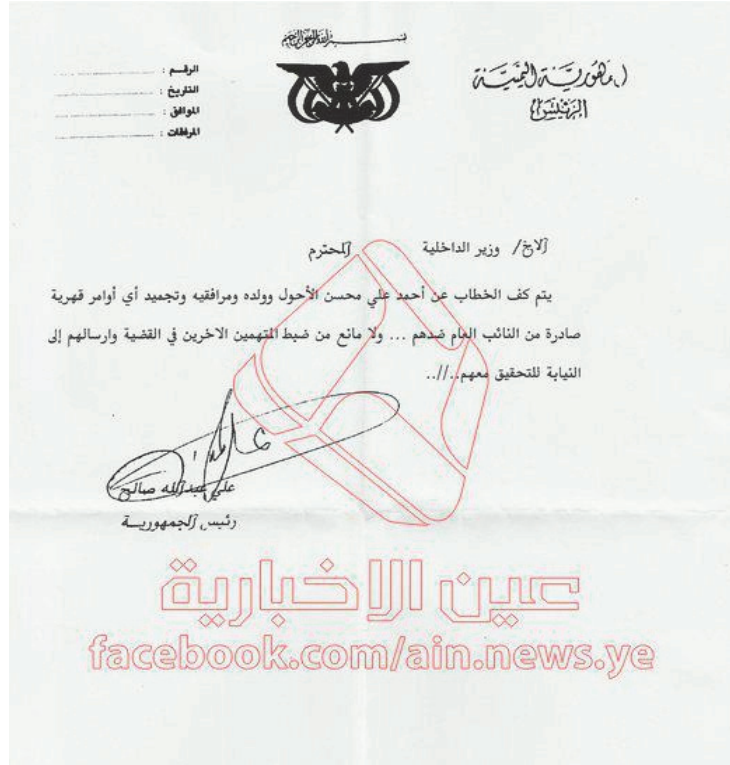 بسم الله الرحمن الرحيم
الجمهورية اليمنية
الرئيس
الرقم :
التاريخ :
الموافق :
المرفقات :
الاخ/ وزير الداخلية المحترم
يتم كف الخطاب عن أحمد علي محسن الأحول وولده ومرافقيه وتجميد أي أوامر قهرية
صادرة من النائب العام ضدهم ... ولا مانع من ضبط المتهمين الاخرين في القضية وارسالهم إلى
النيابة للتحقيق معهم..//..
علي عبدالله صالح
رئيس الجمهورية
عين الاخبارية
facebook.com/ain.news.ye